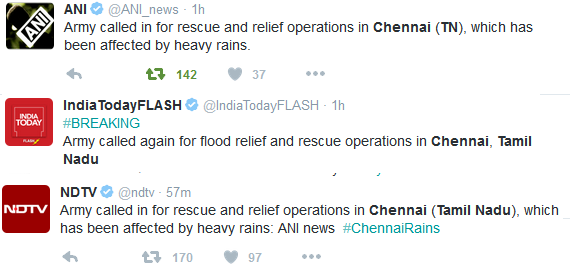 ANI
ANI @ANI_news · 1h
Army called in for rescue and relief operations in Chennai (TN), which has
been affected by heavy rains.
142 37
INDIA
TODAY
FLASH
IndiaTodayFLASH @IndiaTodayFLASH · 1h
#BREAKING
Army called again for flood relief and rescue operations in Chennai, Tamil
Nadu
NDTV
NDTV @ndtv · 57m
Army called in for rescue and relief operations in Chennai (Tamil Nadu), which
has been affected by heavy rains: ANI news #ChennaiRains
170 97